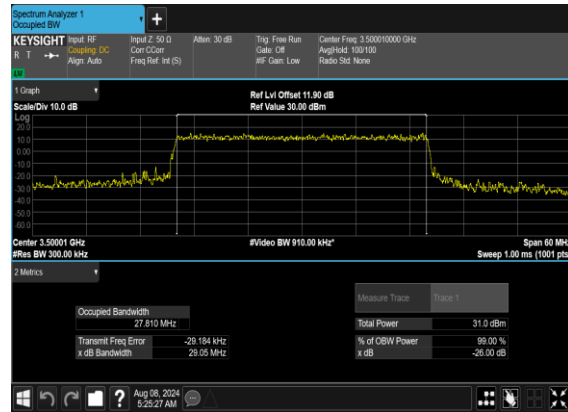 Spectrum Analyzer 1
Occupied BW
KEYSIGHT
R T
Input: RF
Coupling: DC
Align: Auto
Input Z: 50 Ω
Corr CCorr
Freq Ref: Int (S)
Atten: 30 dB
Trig: Free Run
Gate: Off
#IF Gain: Low
Center Freq: 3.500010000 GHz
Avg|Hold: 100/100
Radio Std: None
1 Graph
Scale/Div 10.0 dB
Ref Lvl Offset 11.90 dB
Ref Value 30.00 dBm
Log
20.0
10.0
0.00
-10.0
-20.0
-30.0
-40.0
-50.0
-60.0
Center 3.50001 GHz
#Res BW 300.00 kHz
#Video BW 910.00 kHz*
Span 60 MHz
Sweep 1.00 ms (1001 pts)
2 Metrics
Measure Trace
Trace 1
Occupied Bandwidth
27.810 MHz
Total Power
31.0 dBm
Transmit Freq Error
-29.184 kHz
% of OBW Power
99.00 %
x dB Bandwidth
29.05 MHz
x dB
-26.00 dB
?
Aug 08, 2024
5:25:27 AM